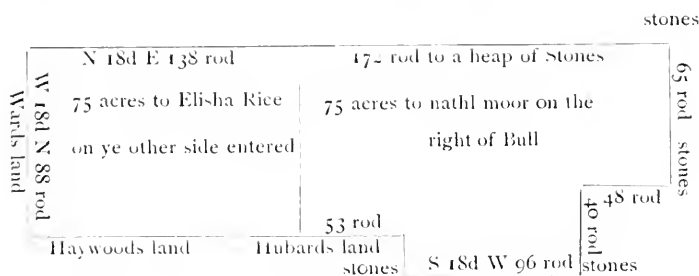 stones
N 18d E 138 rod
172 rod to a heap of Stones
65 rod stones
W 18d N 88 rod
Wards land
75 acres to Elisha Rice
on ye other side entered
75 acres to nathl moor on the
right of Bull
48 rod
40 rod
53 rod
Haywoods land
Hubards land
stones
S 18d W 96 rod
stones